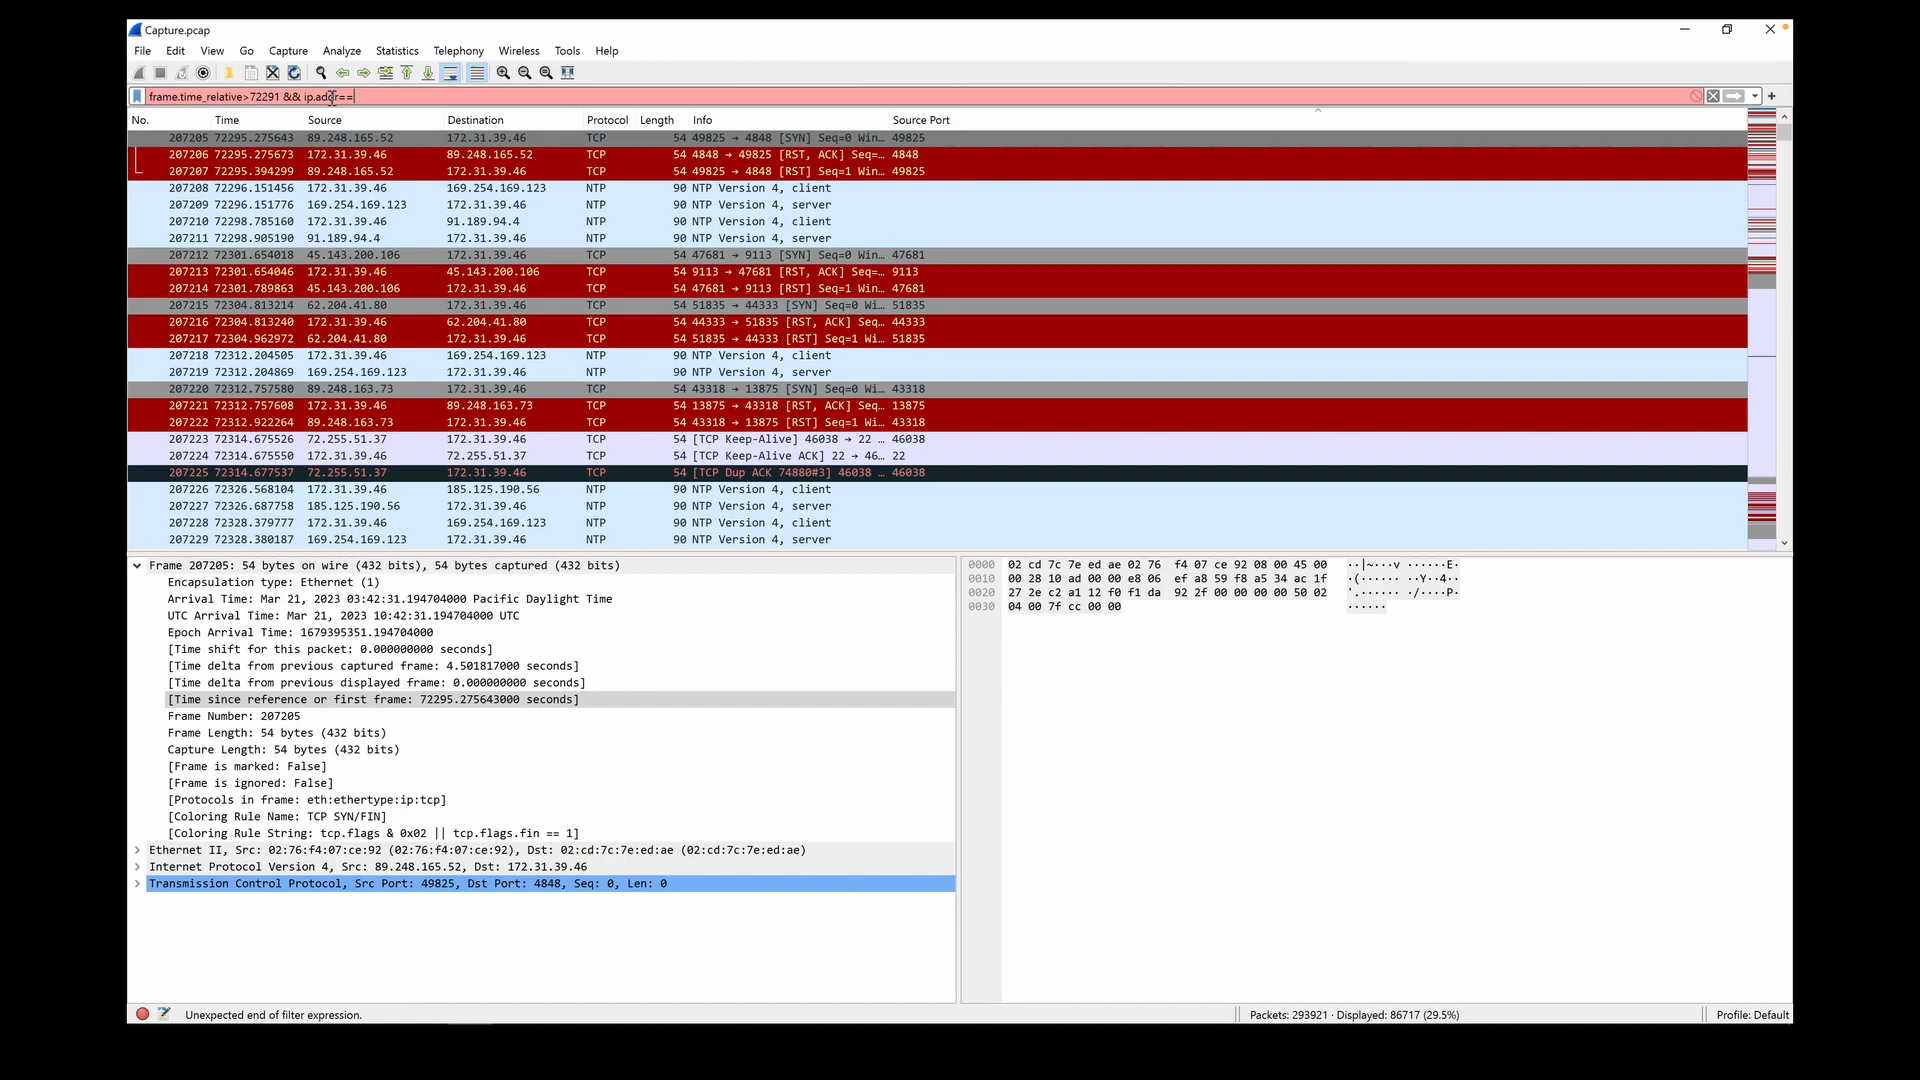 Capture.pcap
File Edit View Go Capture Analyze Statistics Telephony Wireless Tools Help
frame.time_relative>72291 && ip.addr==
No. Time Source Destination Protocol Length Info Source Port
207205 72295.275643 89.248.165.52 172.31.39.46 TCP 54 49825 → 4848 [SYN] Seq=0 Win… 49825
207206 72295.275673 172.31.39.46 89.248.165.52 TCP 54 4848 → 49825 [RST, ACK] Seq=… 4848
207207 72295.394299 89.248.165.52 172.31.39.46 TCP 54 49825 → 4848 [RST] Seq=1 Win… 49825
207208 72296.151456 172.31.39.46 169.254.169.123 NTP 90 NTP Version 4, client
207209 72296.151776 169.254.169.123 172.31.39.46 NTP 90 NTP Version 4, server
207210 72298.785160 172.31.39.46 91.189.94.4 NTP 90 NTP Version 4, client
207211 72298.905190 91.189.94.4 172.31.39.46 NTP 90 NTP Version 4, server
207212 72301.654018 45.143.200.106 172.31.39.46 TCP 54 47681 → 9113 [SYN] Seq=0 Win… 47681
207213 72301.654046 172.31.39.46 45.143.200.106 TCP 54 9113 → 47681 [RST, ACK] Seq=… 9113
207214 72301.789863 45.143.200.106 172.31.39.46 TCP 54 47681 → 9113 [RST] Seq=1 Win… 47681
207215 72304.813214 62.204.41.80 172.31.39.46 TCP 54 51835 → 44333 [SYN] Seq=0 Wi… 51835
207216 72304.813240 172.31.39.46 62.204.41.80 TCP 54 44333 → 51835 [RST, ACK] Seq… 44333
207217 72304.962972 62.204.41.80 172.31.39.46 TCP 54 51835 → 44333 [RST] Seq=1 Wi… 51835
207218 72312.204505 172.31.39.46 169.254.169.123 NTP 90 NTP Version 4, client
207219 72312.204869 169.254.169.123 172.31.39.46 NTP 90 NTP Version 4, server
207220 72312.757580 89.248.163.73 172.31.39.46 TCP 54 43318 → 13875 [SYN] Seq=0 Wi… 43318
207221 72312.757608 172.31.39.46 89.248.163.73 TCP 54 13875 → 43318 [RST, ACK] Seq… 13875
207222 72312.922264 89.248.163.73 172.31.39.46 TCP 54 43318 → 13875 [RST] Seq=1 Wi… 43318
207223 72314.675526 72.255.51.37 172.31.39.46 TCP 54 [TCP Keep-Alive] 46038 → 22 … 46038
207224 72314.675550 172.31.39.46 72.255.51.37 TCP 54 [TCP Keep-Alive ACK] 22 → 46… 22
207225 72314.677537 72.255.51.37 172.31.39.46 TCP 54 [TCP Dup ACK 74880#3] 46038 … 46038
207226 72326.568104 172.31.39.46 185.125.190.56 NTP 90 NTP Version 4, client
207227 72326.687758 185.125.190.56 172.31.39.46 NTP 90 NTP Version 4, server
207228 72328.379777 172.31.39.46 169.254.169.123 NTP 90 NTP Version 4, client
207229 72328.380187 169.254.169.123 172.31.39.46 NTP 90 NTP Version 4, server
Frame 207205: 54 bytes on wire (432 bits), 54 bytes captured (432 bits)
Encapsulation type: Ethernet (1)
Arrival Time: Mar 21, 2023 03:42:31.194704000 Pacific Daylight Time
UTC Arrival Time: Mar 21, 2023 10:42:31.194704000 UTC
Epoch Arrival Time: 1679395351.194704000
[Time shift for this packet: 0.000000000 seconds]
[Time delta from previous captured frame: 4.501817000 seconds]
[Time delta from previous displayed frame: 0.000000000 seconds]
[Time since reference or first frame: 72295.275643000 seconds]
Frame Number: 207205
Frame Length: 54 bytes (432 bits)
Capture Length: 54 bytes (432 bits)
[Frame is marked: False]
[Frame is ignored: False]
[Protocols in frame: eth:ethertype:ip:tcp]
[Coloring Rule Name: TCP SYN/FIN]
[Coloring Rule String: tcp.flags & 0x02 || tcp.flags.fin == 1]
Ethernet II, Src: 02:76:f4:07:ce:92 (02:76:f4:07:ce:92), Dst: 02:cd:7c:7e:ed:ae (02:cd:7c:7e:ed:ae)
Internet Protocol Version 4, Src: 89.248.165.52, Dst: 172.31.39.46
Transmission Control Protocol, Src Port: 49825, Dst Port: 4848, Seq: 0, Len: 0
0000 02 cd 7c 7e ed ae 02 76 f4 07 ce 92 08 00 45 00 ··|~···v ······E·
0010 00 28 10 ad 00 00 e8 06 ef a8 59 f8 a5 34 ac 1f ·(······ ··Y··4··
0020 27 2e c2 a1 12 f0 f1 da 92 2f 00 00 00 00 50 02 '.······ ·/····P·
0030 04 00 7f cc 00 00 ······
Unexpected end of filter expression.
Packets: 293921 · Displayed: 86717 (29.5%)
Profile: Default